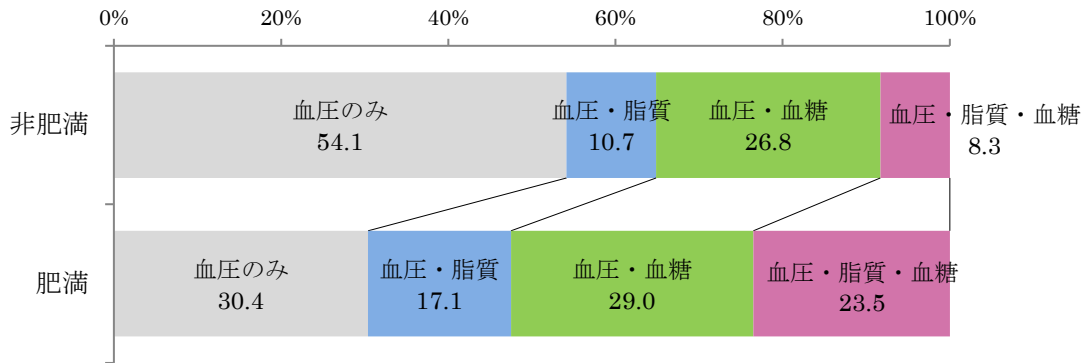 0% 20% 40% 60% 80% 100%
非肥満
血圧のみ
54.1
血圧・脂質
10.7
血圧・血糖
26.8
血圧・脂質・血糖
8.3
肥満
血圧のみ
30.4
血圧・脂質
17.1
血圧・血糖
29.0
血圧・脂質・血糖
23.5